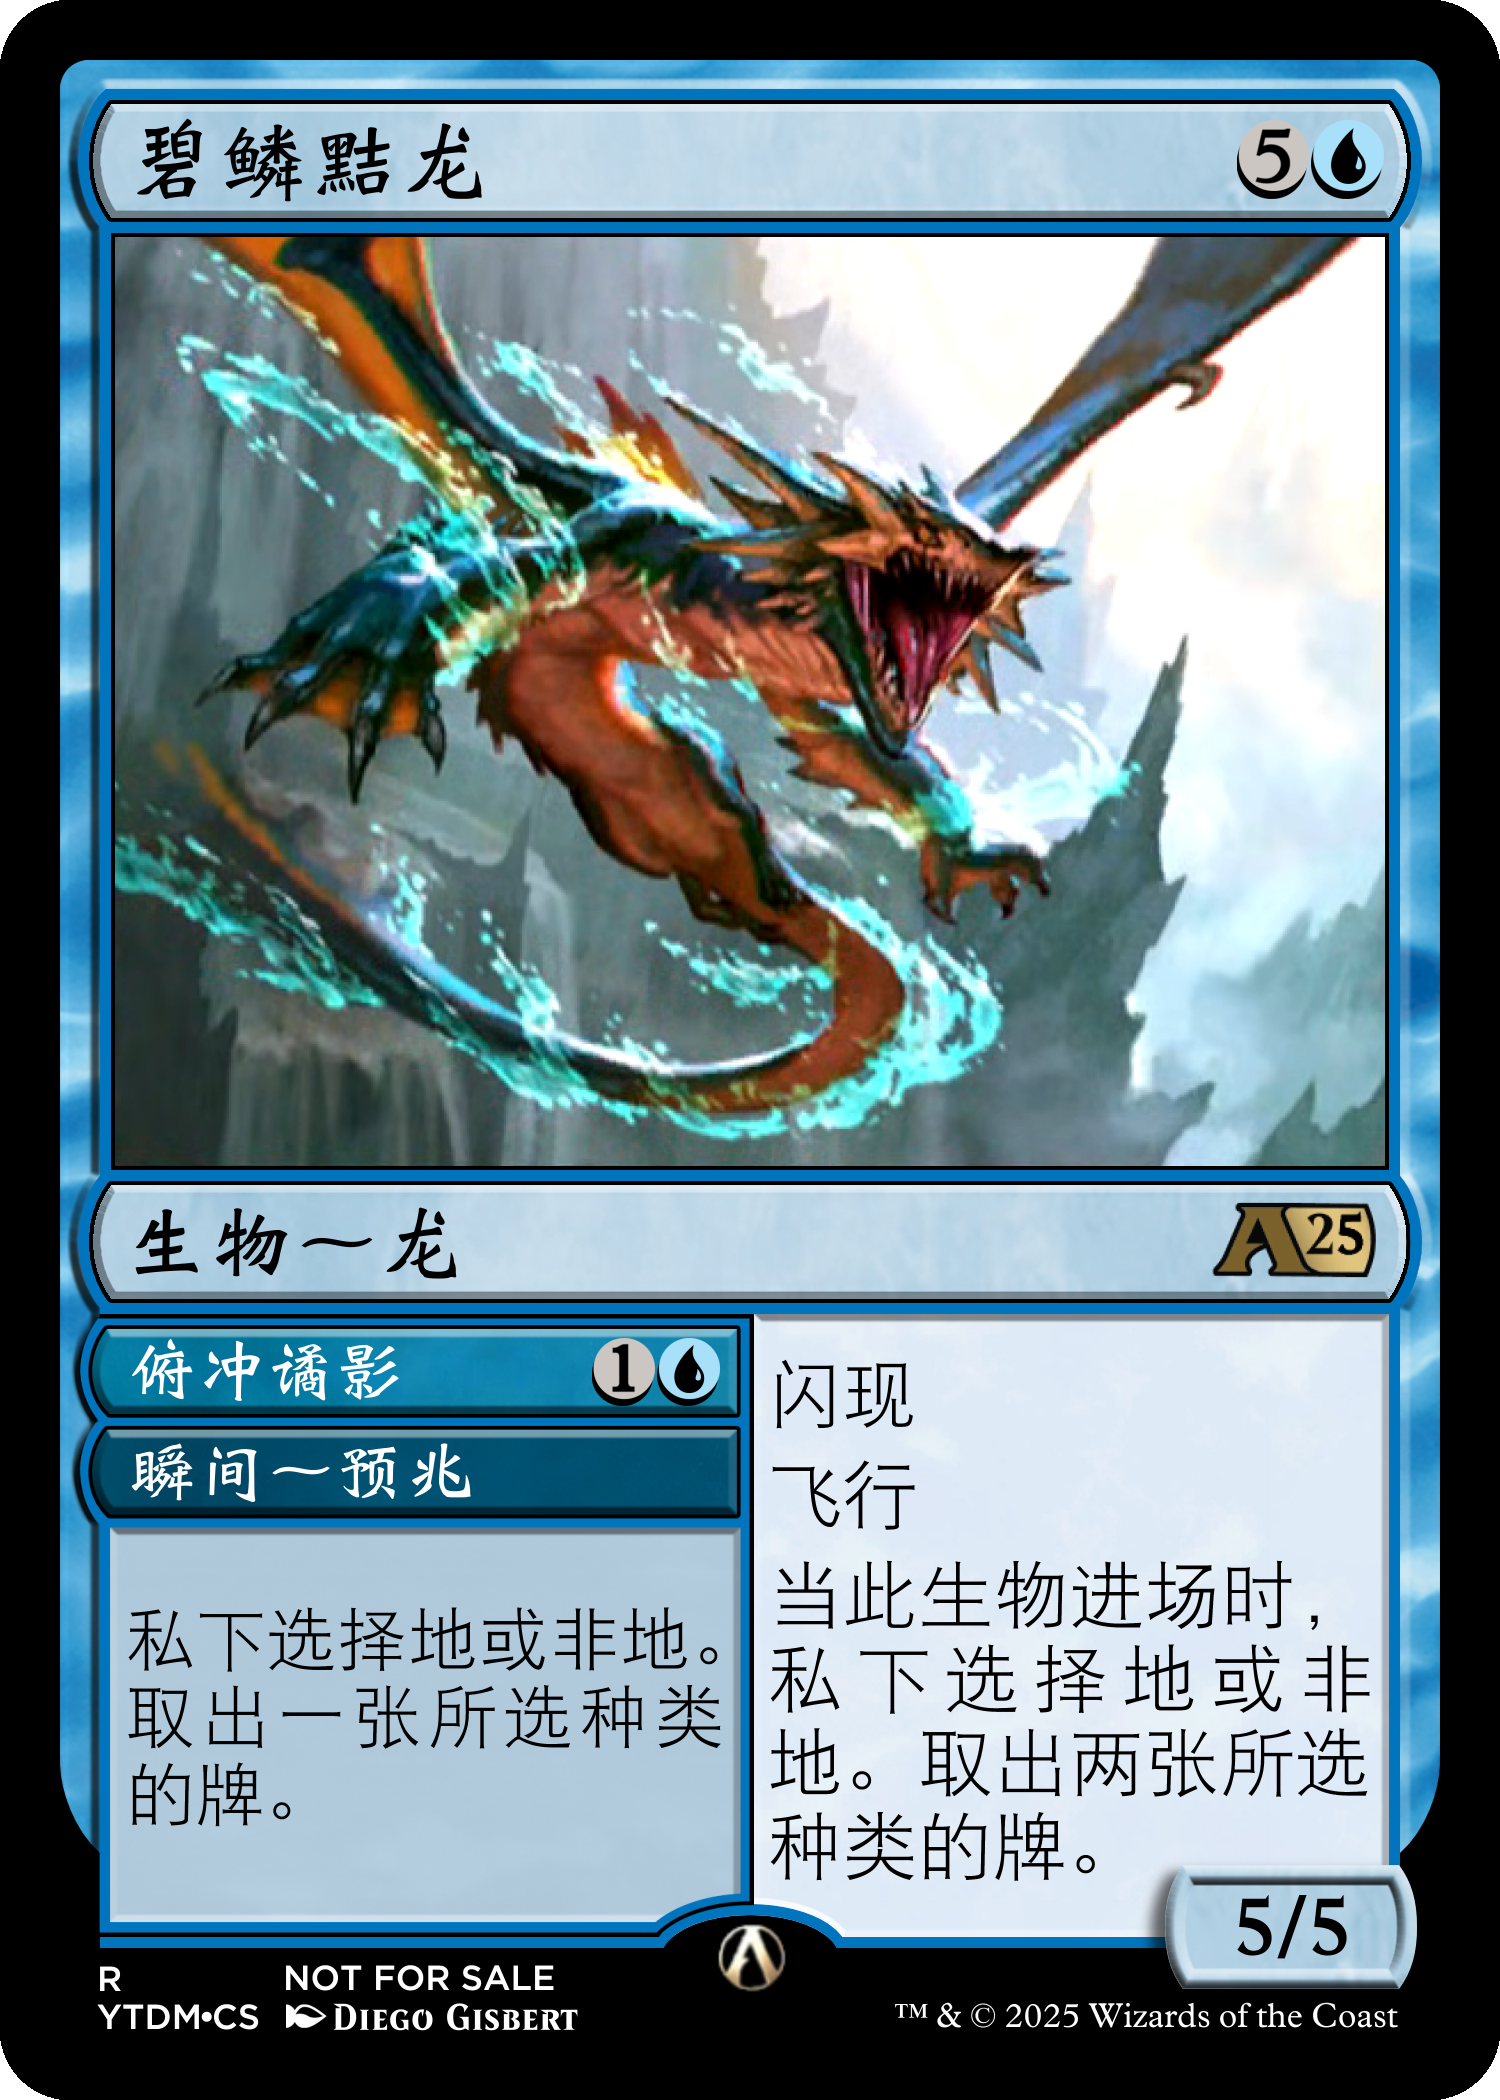 碧鳞黠龙
5
生物～龙
A25
俯冲谲影
1
瞬间～预兆
私下选择地或非地。
取出一张所选种类
的牌。
闪现
飞行
当此生物进场时，
私下选择地或非
地。取出两张所选
种类的牌。
5/5
R
NOT FOR SALE
YTDM•CS
DIEGO GISBERT
™ & © 2025 Wizards of the Coast